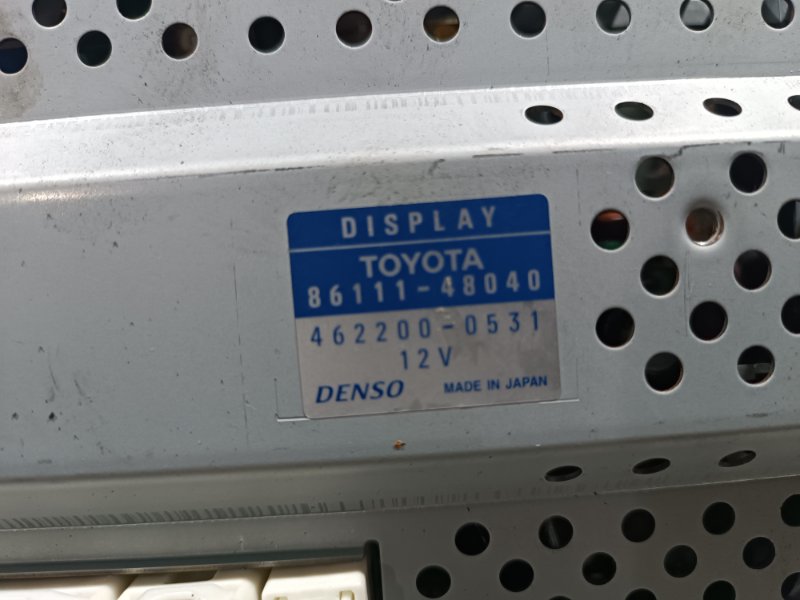 DISPLAY
TOYOTA
86111-48040
462200-0531
12V
DENSO MADE IN JAPAN